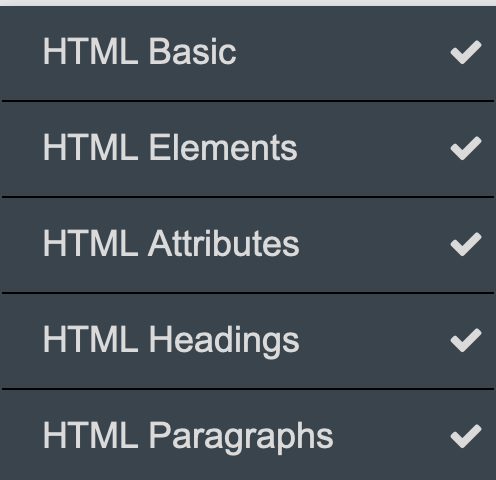 HTML Basic
HTML Elements
HTML Attributes
HTML Headings
HTML Paragraphs